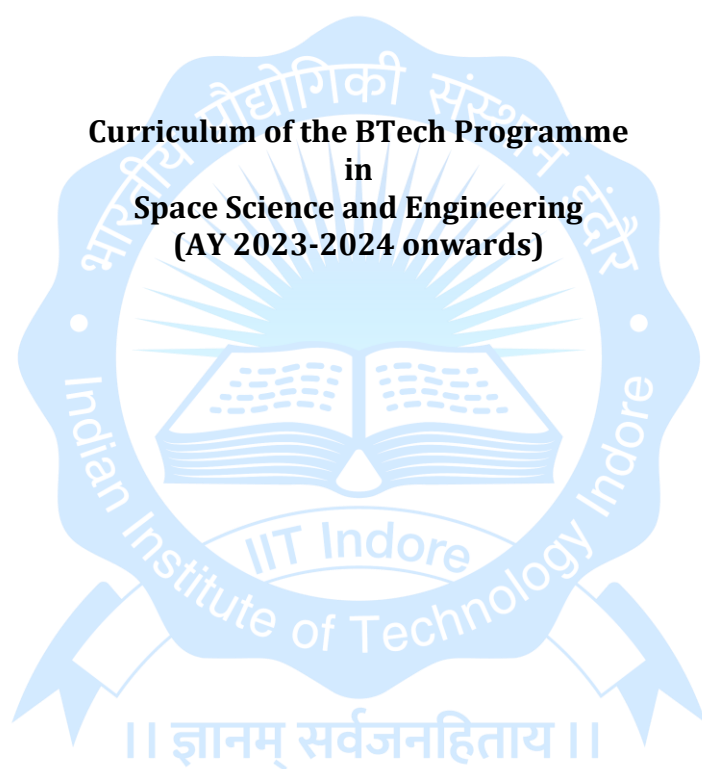 Curriculum of the BTech Programme
in
Space Science and Engineering
(AY 2023-2024 onwards)
भारतीय प्रौद्योगिकी संस्थान इंदौर
Indian Institute of Technology Indore
IIT Indore
।। ज्ञानम् सर्वजनहिताय ।।